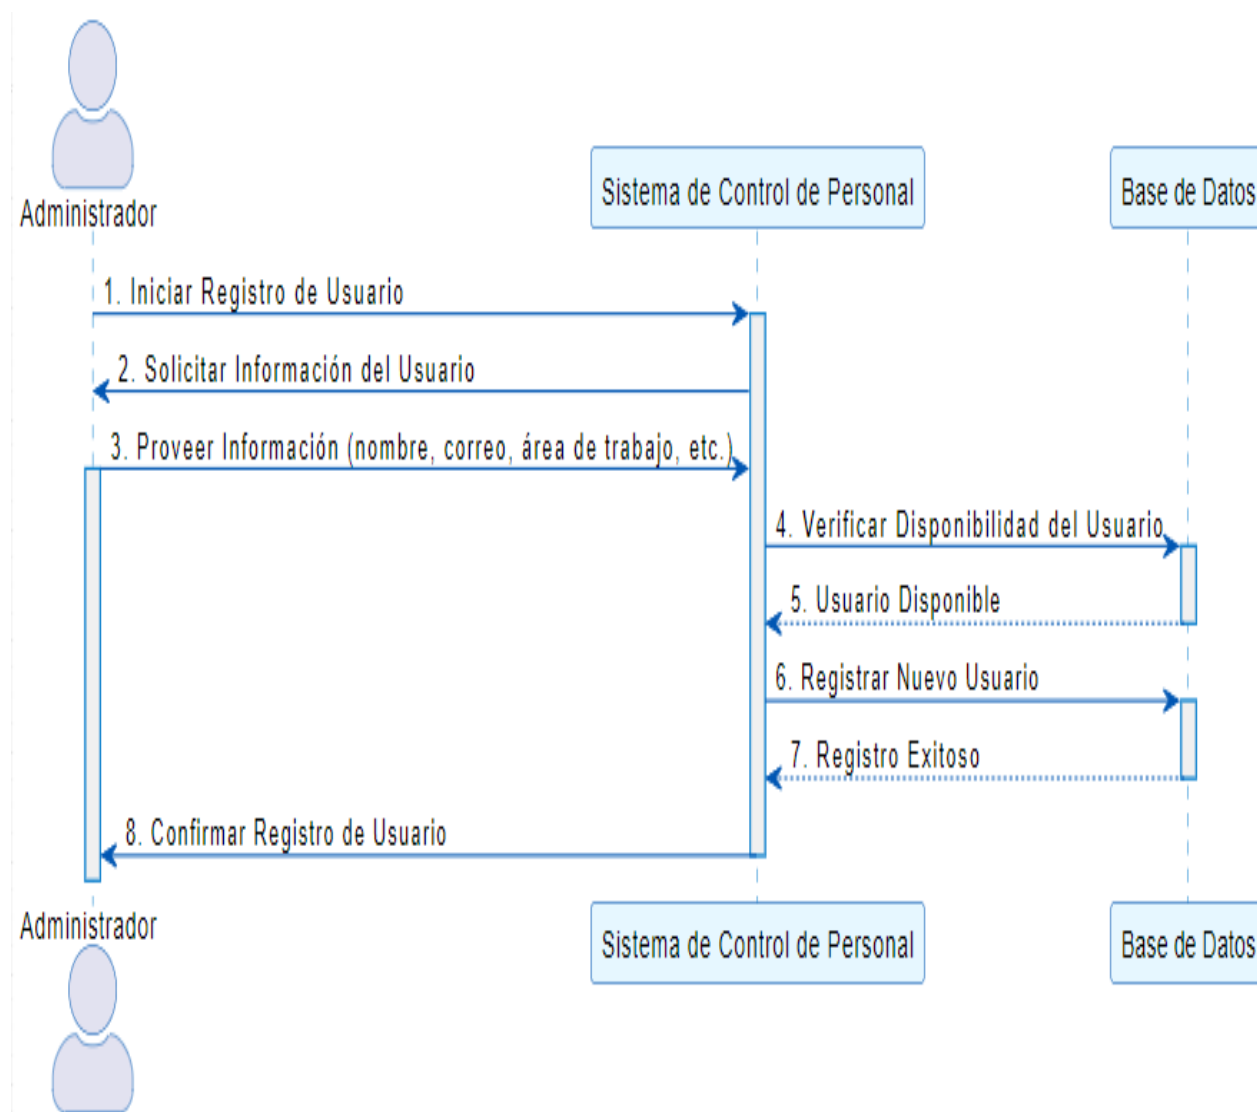 Administrador
Sistema de Control de Personal
Base de Datos
1. Iniciar Registro de Usuario
2. Solicitar Información del Usuario
3. Proveer Información (nombre, correo, área de trabajo, etc.)
4. Verificar Disponibilidad del Usuario
5. Usuario Disponible
6. Registrar Nuevo Usuario
7. Registro Exitoso
8. Confirmar Registro de Usuario
Administrador
Sistema de Control de Personal
Base de Datos